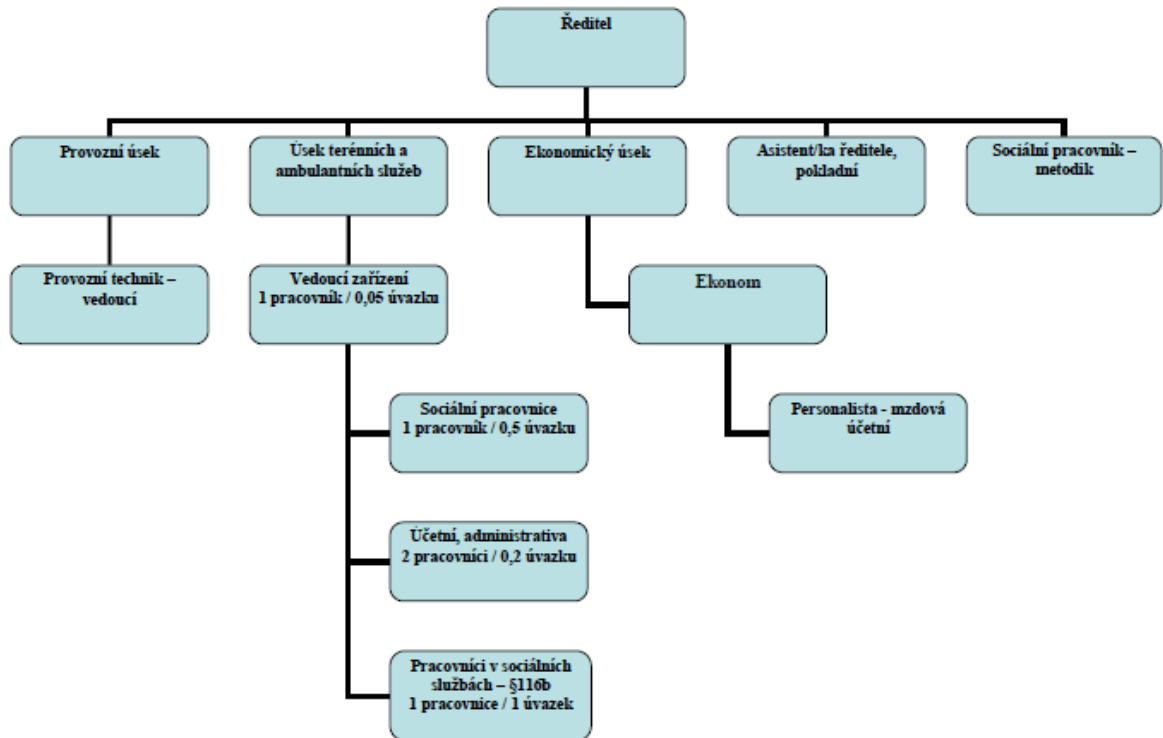 Ředitel
Provozní úsek
Úsek terénních a
ambulantních služeb
Ekonomický úsek
Asistent/ka ředitele,
pokladní
Sociální pracovník –
metodik
Provozní technik –
vedoucí
Vedoucí zařízení
1 pracovník / 0,05 úvazku
Ekonom
Sociální pracovnice
1 pracovník / 0,5 úvazku
Personalista - mzdová
účetní
Účetní, administrativa
2 pracovníci / 0,2 úvazku
Pracovníci v sociálních
službách – §116b
1 pracovnice / 1 úvazek